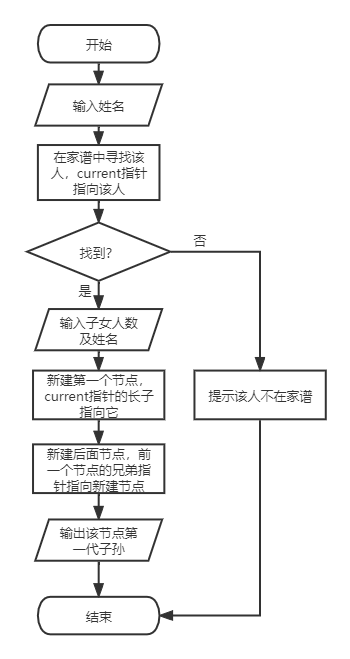 开始
输入姓名
在家谱中寻找该
人，current指针
指向该人
找到？
否
是
输入子女人数
及姓名
新建第一个节点，
current指针的长子
指向它
提示该人不在家谱
新建后面节点，前
一个节点的兄弟指
针指向新建节点
输出该节点第
一代子孙
结束